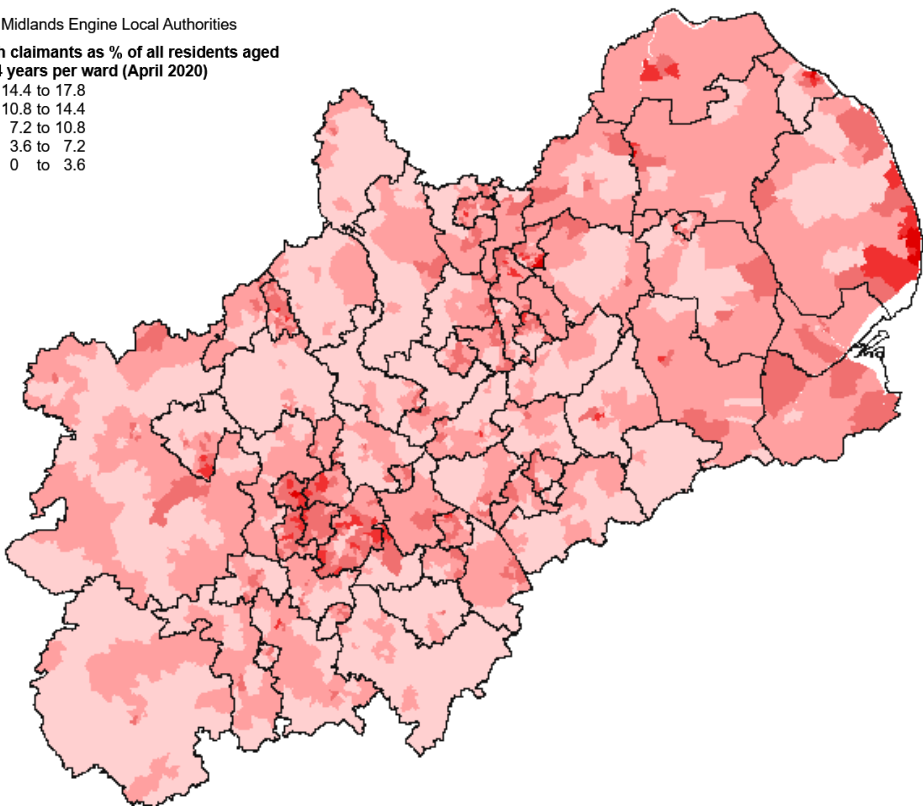 Midlands Engine Local Authorities
claimants as % of all residents aged
years per ward (April 2020)
14.4 to 17.8
10.8 to 14.4
7.2 to 10.8
3.6 to 7.2
0 to 3.6